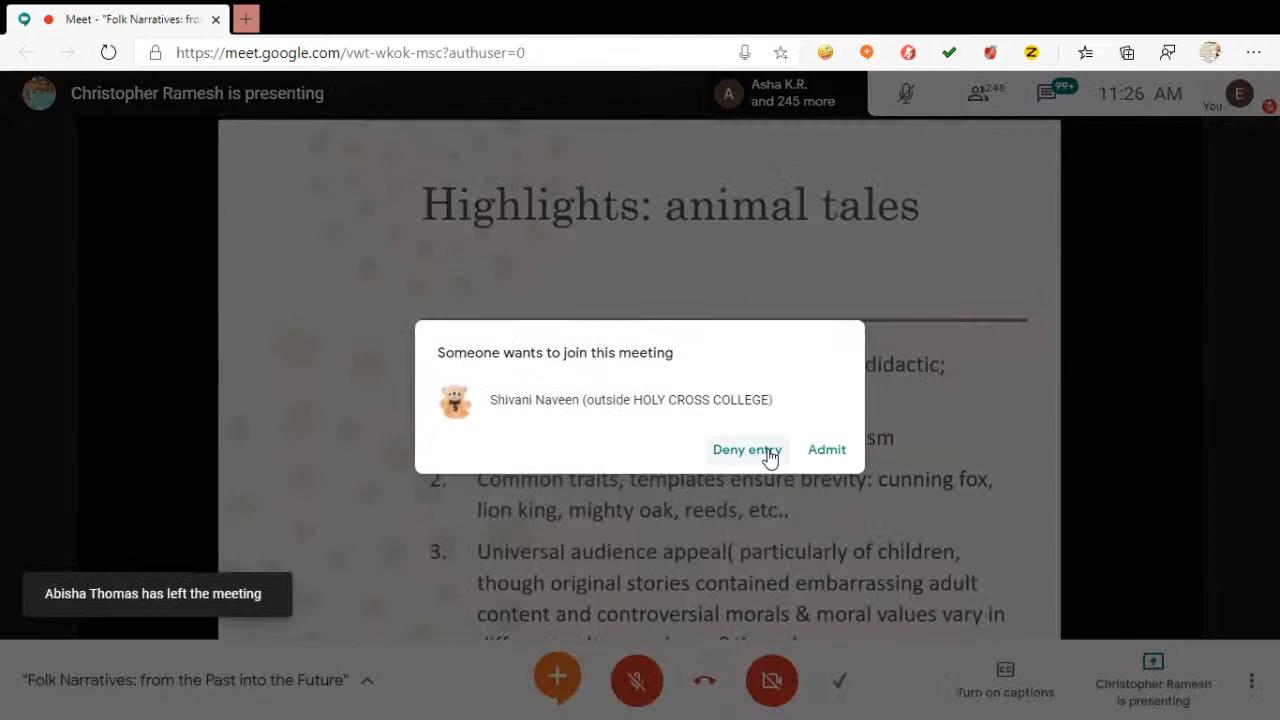 Meet - "Folk Narratives: fro
https://meet.google.com/vwt-wkok-msc?authuser=0
Christopher Ramesh is presenting
A
Asha K.R.
and 245 more
248
99+
11:26 AM
You
E
Highlights: animal tales
didactic;
Someone wants to join this meeting
Shivani Naveen (outside HOLY CROSS COLLEGE)
Deny entry
Admit
sm
2. Common traits, templates ensure brevity: cunning fox,
lion king, mighty oak, reeds, etc..
3. Universal audience appeal( particularly of children,
though original stories contained embarrassing adult
content and controversial morals & moral values vary in
Abisha Thomas has left the meeting
"Folk Narratives: from the Past into the Future"
CC
Turn on captions
Christopher Ramesh
is presenting